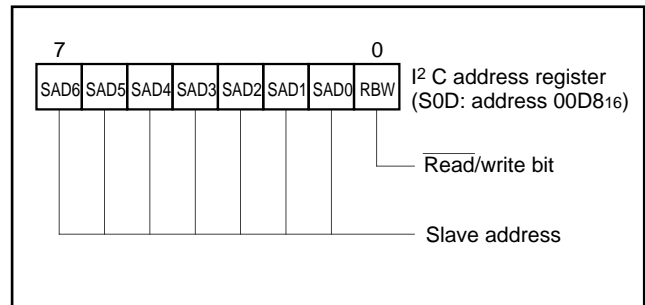 7 0
SAD6 SAD5 SAD4 SAD3 SAD2 SAD1 SAD0 RBW
I² C address register
(S0D: address 00D8₁₆)
R̅e̅a̅d̅/write bit
Slave address